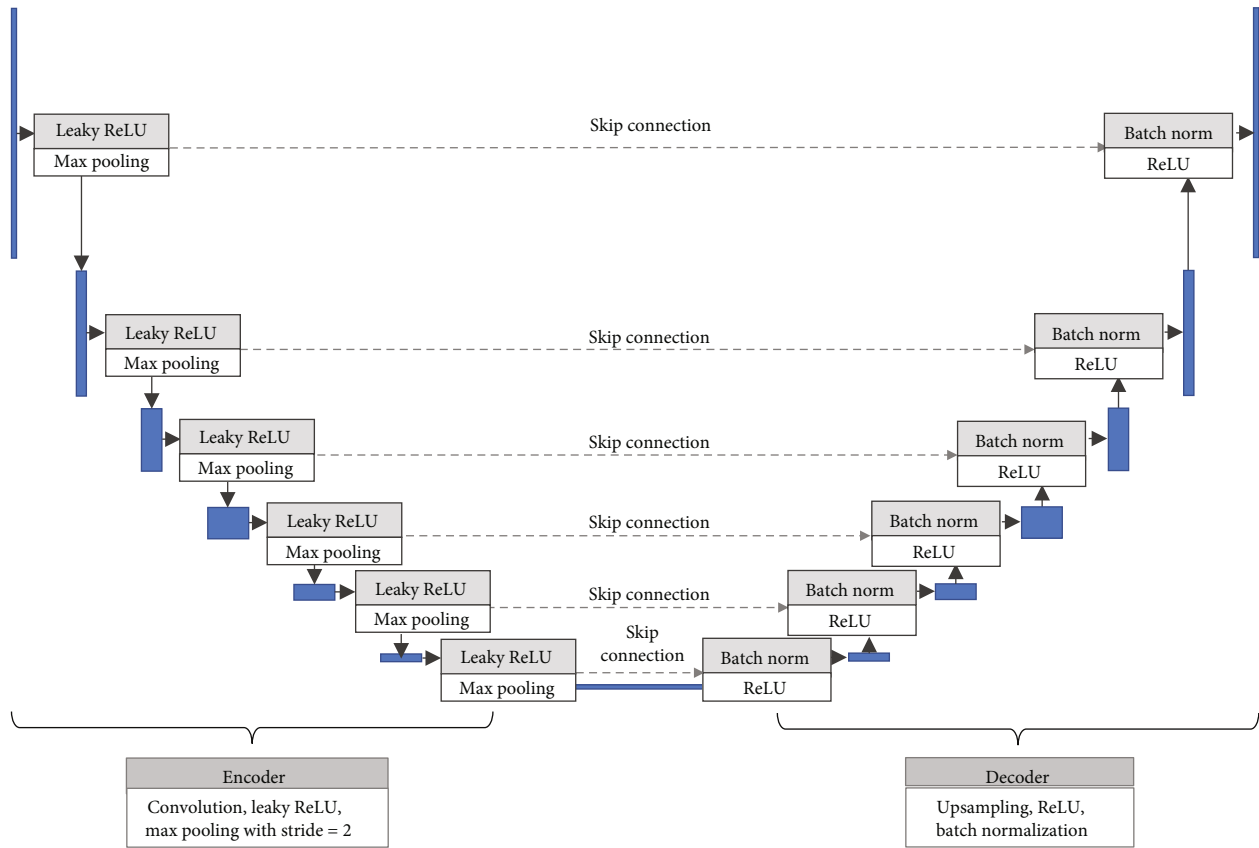 Leaky ReLU
Max pooling
Skip connection
Batch norm
ReLU
Leaky ReLU
Max pooling
Skip connection
Batch norm
ReLU
Leaky ReLU
Max pooling
Skip connection
Batch norm
ReLU
Leaky ReLU
Max pooling
Skip connection
Batch norm
ReLU
Leaky ReLU
Max pooling
Skip connection
Batch norm
ReLU
Leaky ReLU
Max pooling
Skip
connection
Batch norm
ReLU
Encoder
Convolution, leaky ReLU,
max pooling with stride = 2
Decoder
Upsampling, ReLU,
batch normalization